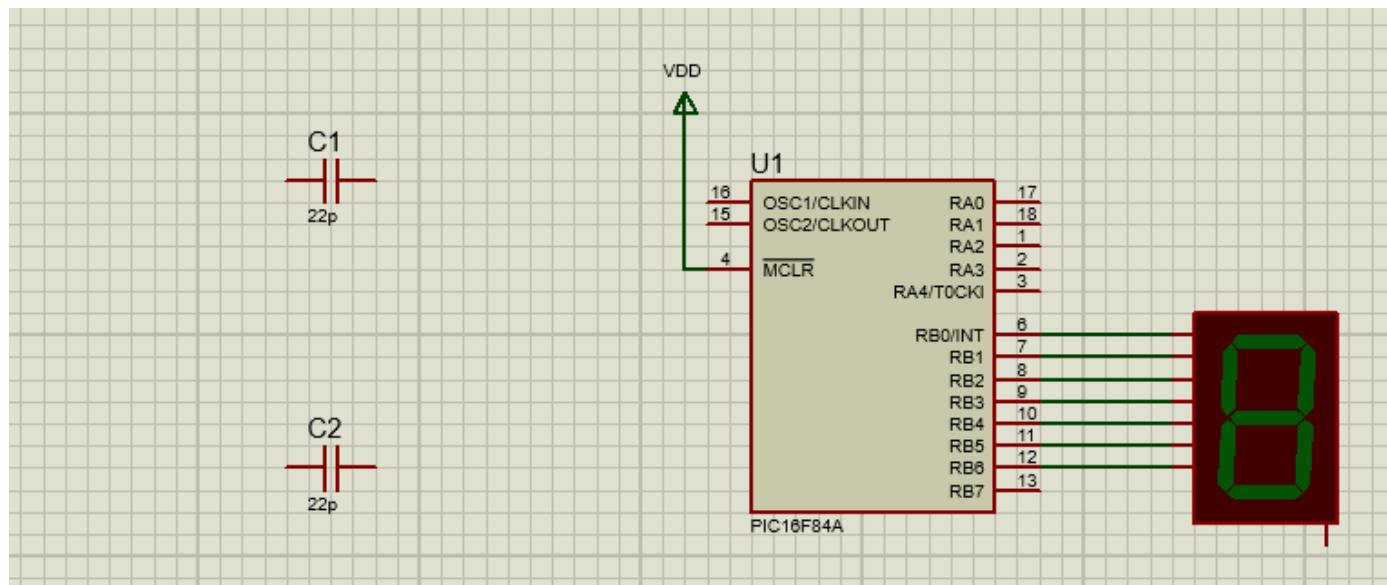 VDD
C1
22p
U1
16 OSC1/CLKIN RA0 17
15 OSC2/CLKOUT RA1 18
RA2 1
4 MCLR RA3 2
RA4/T0CKI 3
RB0/INT 6
RB1 7
RB2 8
RB3 9
RB4 10
RB5 11
RB6 12
RB7 13
PIC16F84A
C2
22p